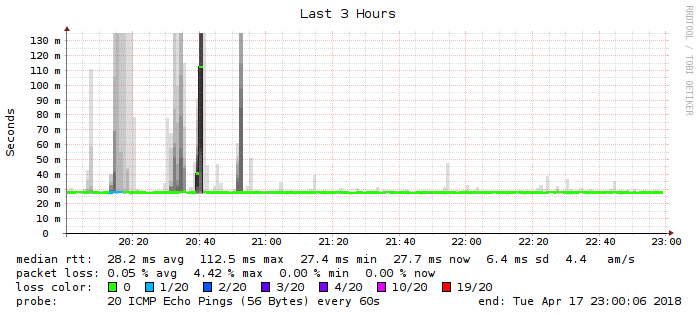 Last 3 Hours
RRDTOOL / TOBI OETIKER
Seconds
130 m
120 m
110 m
100 m
90 m
80 m
70 m
60 m
50 m
40 m
30 m
20 m
10 m
0
20:20 20:40 21:00 21:20 21:40 22:00 22:20 22:40 23:00
median rtt: 28.2 ms avg 112.5 ms max 27.4 ms min 27.7 ms now 6.4 ms sd 4.4 am/s
packet loss: 0.05 % avg 4.42 % max 0.00 % min 0.00 % now
loss color: 0 1/20 2/20 3/20 4/20 10/20 19/20
probe: 20 ICMP Echo Pings (56 Bytes) every 60s end: Tue Apr 17 23:00:06 2018